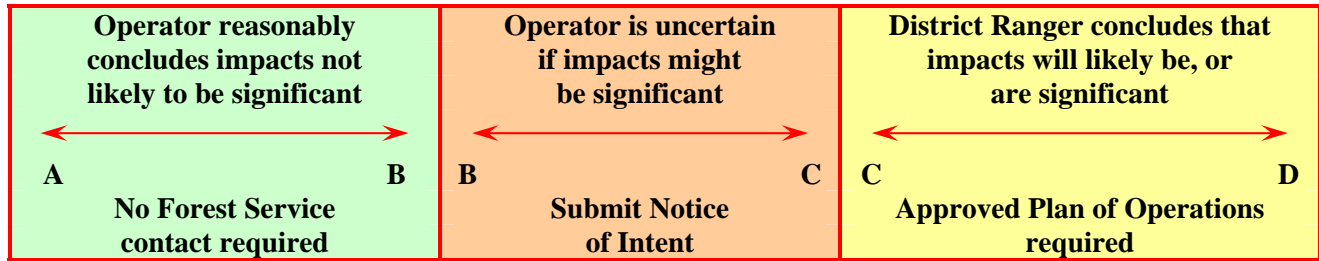 Operator reasonably
concludes impacts not
likely to be significant
A B
No Forest Service
contact required
Operator is uncertain
if impacts might
be significant
B C
Submit Notice
of Intent
District Ranger concludes that
impacts will likely be, or
are significant
C D
Approved Plan of Operations
required